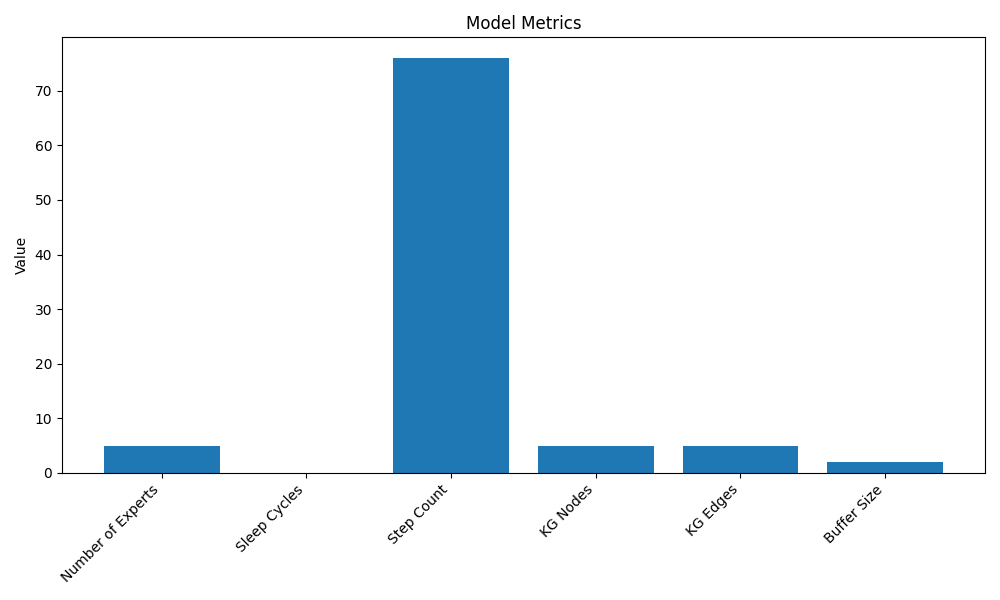 Model Metrics
Value
70
60
50
40
30
20
10
0
Number of Experts
Sleep Cycles
Step Count
KG Nodes
KG Edges
Buffer Size